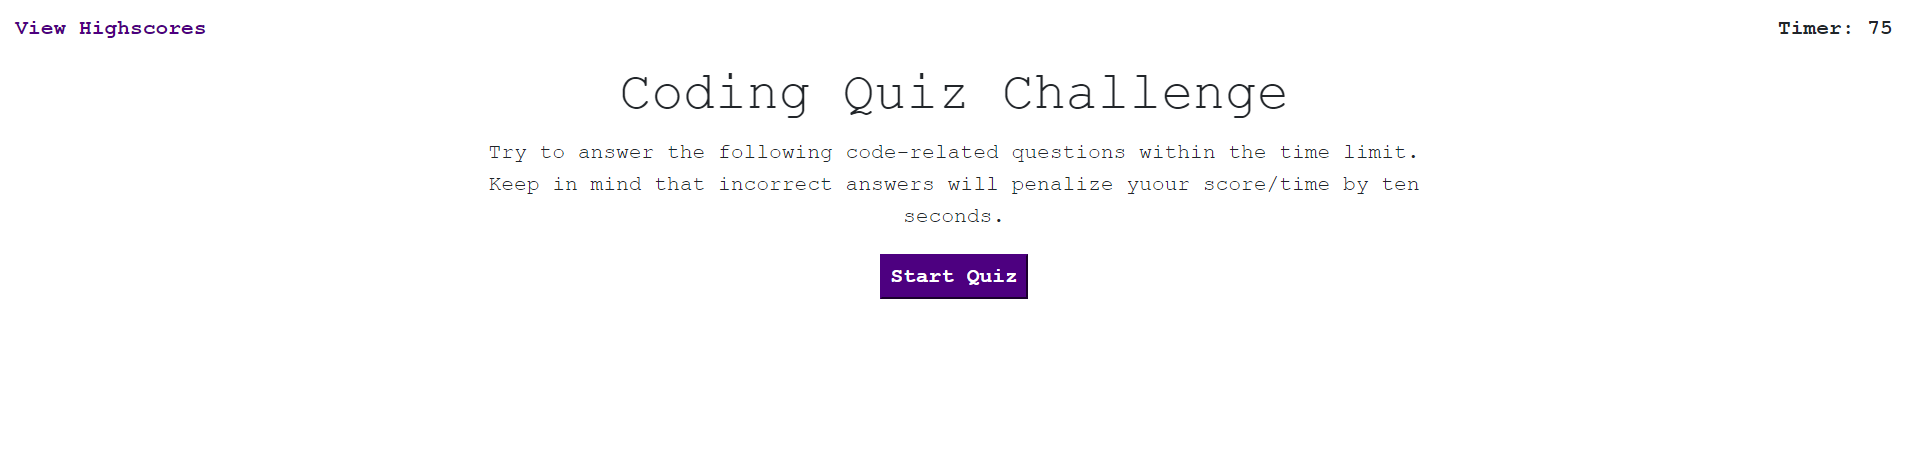 View Highscores
Timer: 75
Coding Quiz Challenge
Try to answer the following code-related questions within the time limit.
Keep in mind that incorrect answers will penalize yuour score/time by ten
seconds.
Start Quiz